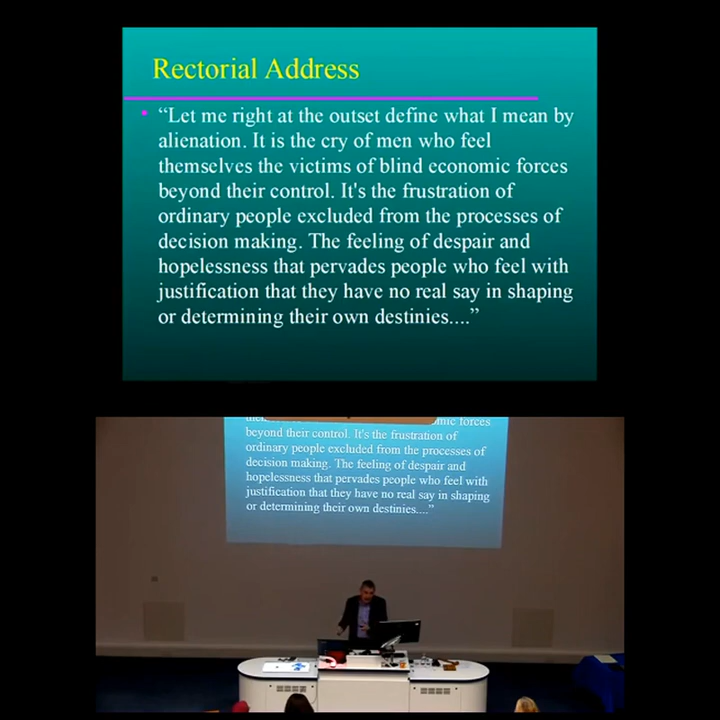 Rectorial Address
• “Let me right at the outset define what I mean by
alienation. It is the cry of men who feel
themselves the victims of blind economic forces
beyond their control. It's the frustration of
ordinary people excluded from the processes of
decision making. The feeling of despair and
hopelessness that pervades people who feel with
justification that they have no real say in shaping
or determining their own destinies....”
forces
beyond their control. It's the frustration of
ordinary people excluded from the processes of
decision making. The feeling of despair and
hopelessness that pervades people who feel with
justification that they have no real say in shaping
or determining their own destinies....”